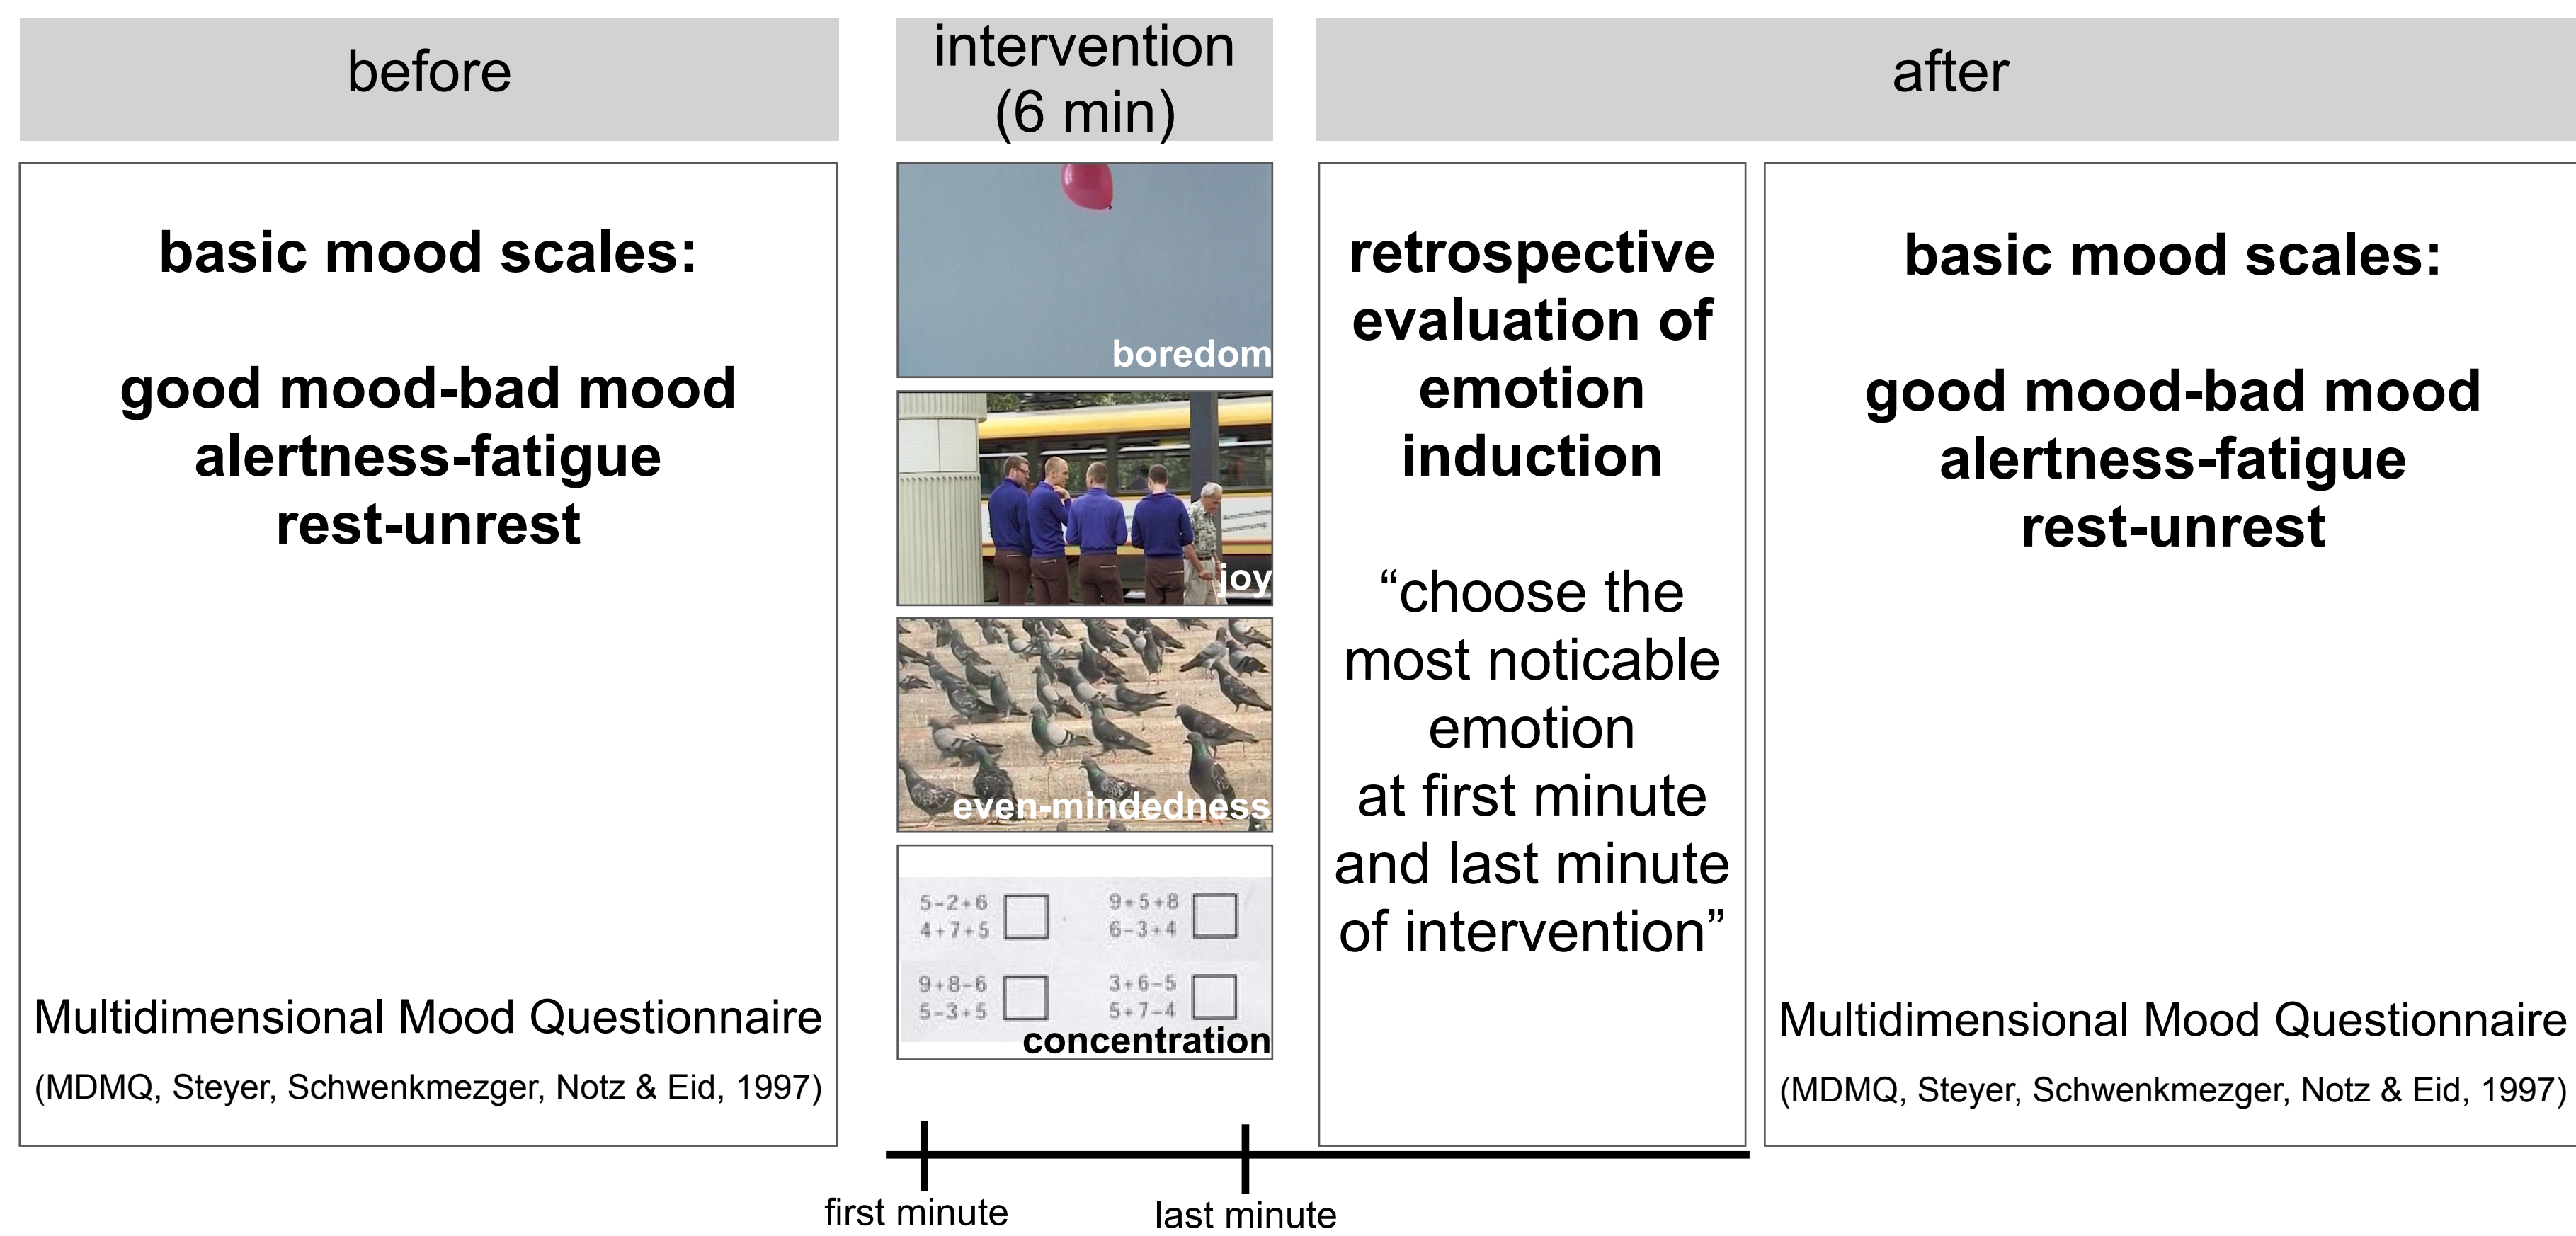 before
basic mood scales:
good mood-bad mood
alertness-fatigue
rest-unrest
Multidimensional Mood Questionnaire
(MDMQ, Steyer, Schwenkmezger, Notz & Eid, 1997)
intervention
(6 min)
boredom
joy
even-mindedness
5-2+6
4+7+5
9+5+8
6-3+4
9+8-6
5-3+5
3+6-5
5+7-4
concentration
first minute
last minute
after
retrospective
evaluation of
emotion
induction
“choose the
most noticable
emotion
at first minute
and last minute
of intervention”
basic mood scales:
good mood-bad mood
alertness-fatigue
rest-unrest
Multidimensional Mood Questionnaire
(MDMQ, Steyer, Schwenkmezger, Notz & Eid, 1997)